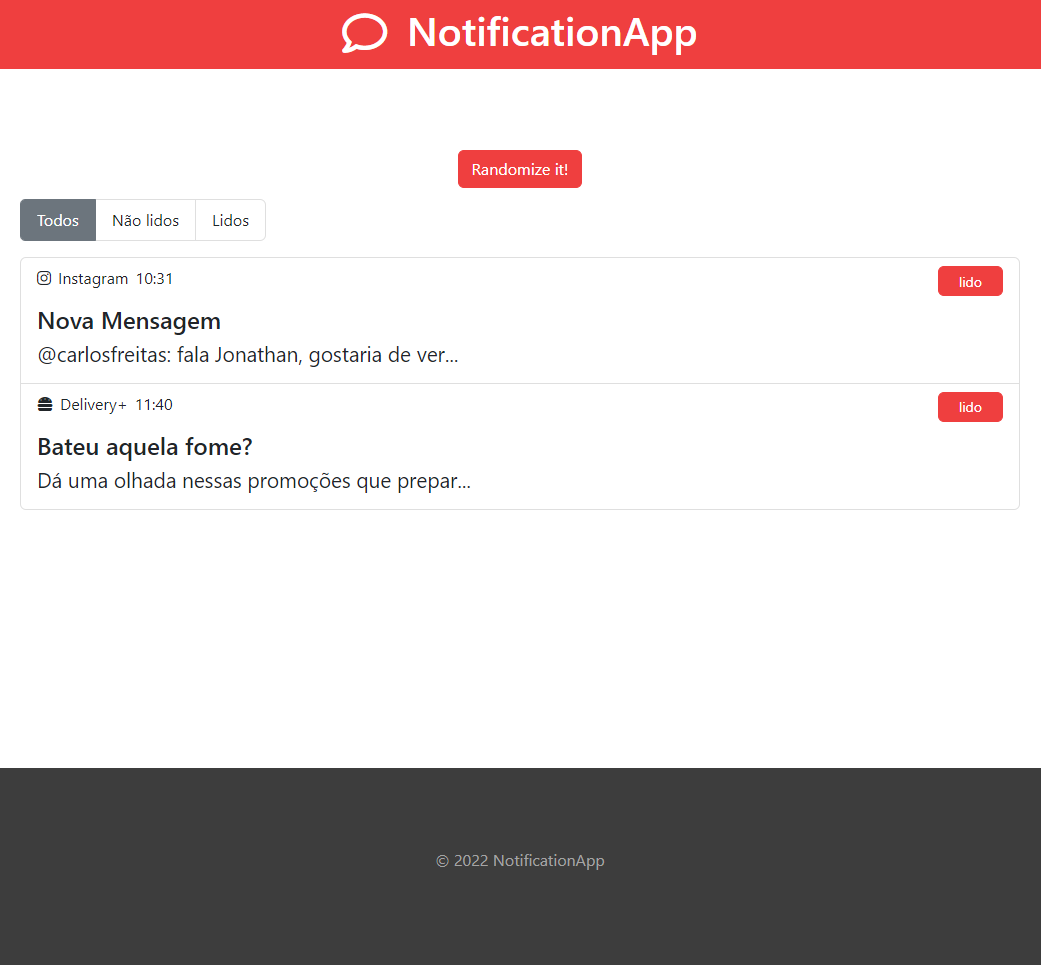 NotificationApp
Randomize it!
Todos Não lidos Lidos
Instagram 10:31 lido
Nova Mensagem
@carlosfreitas: fala Jonathan, gostaria de ver...
Delivery+ 11:40 lido
Bateu aquela fome?
Dá uma olhada nessas promoções que prepar...
© 2022 NotificationApp